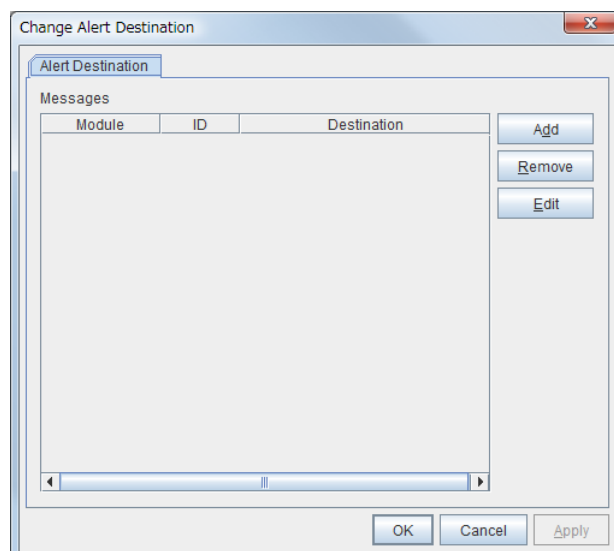 Change Alert Destination
Alert Destination
Messages
Module ID Destination
Add
Remove
Edit
OK Cancel Apply